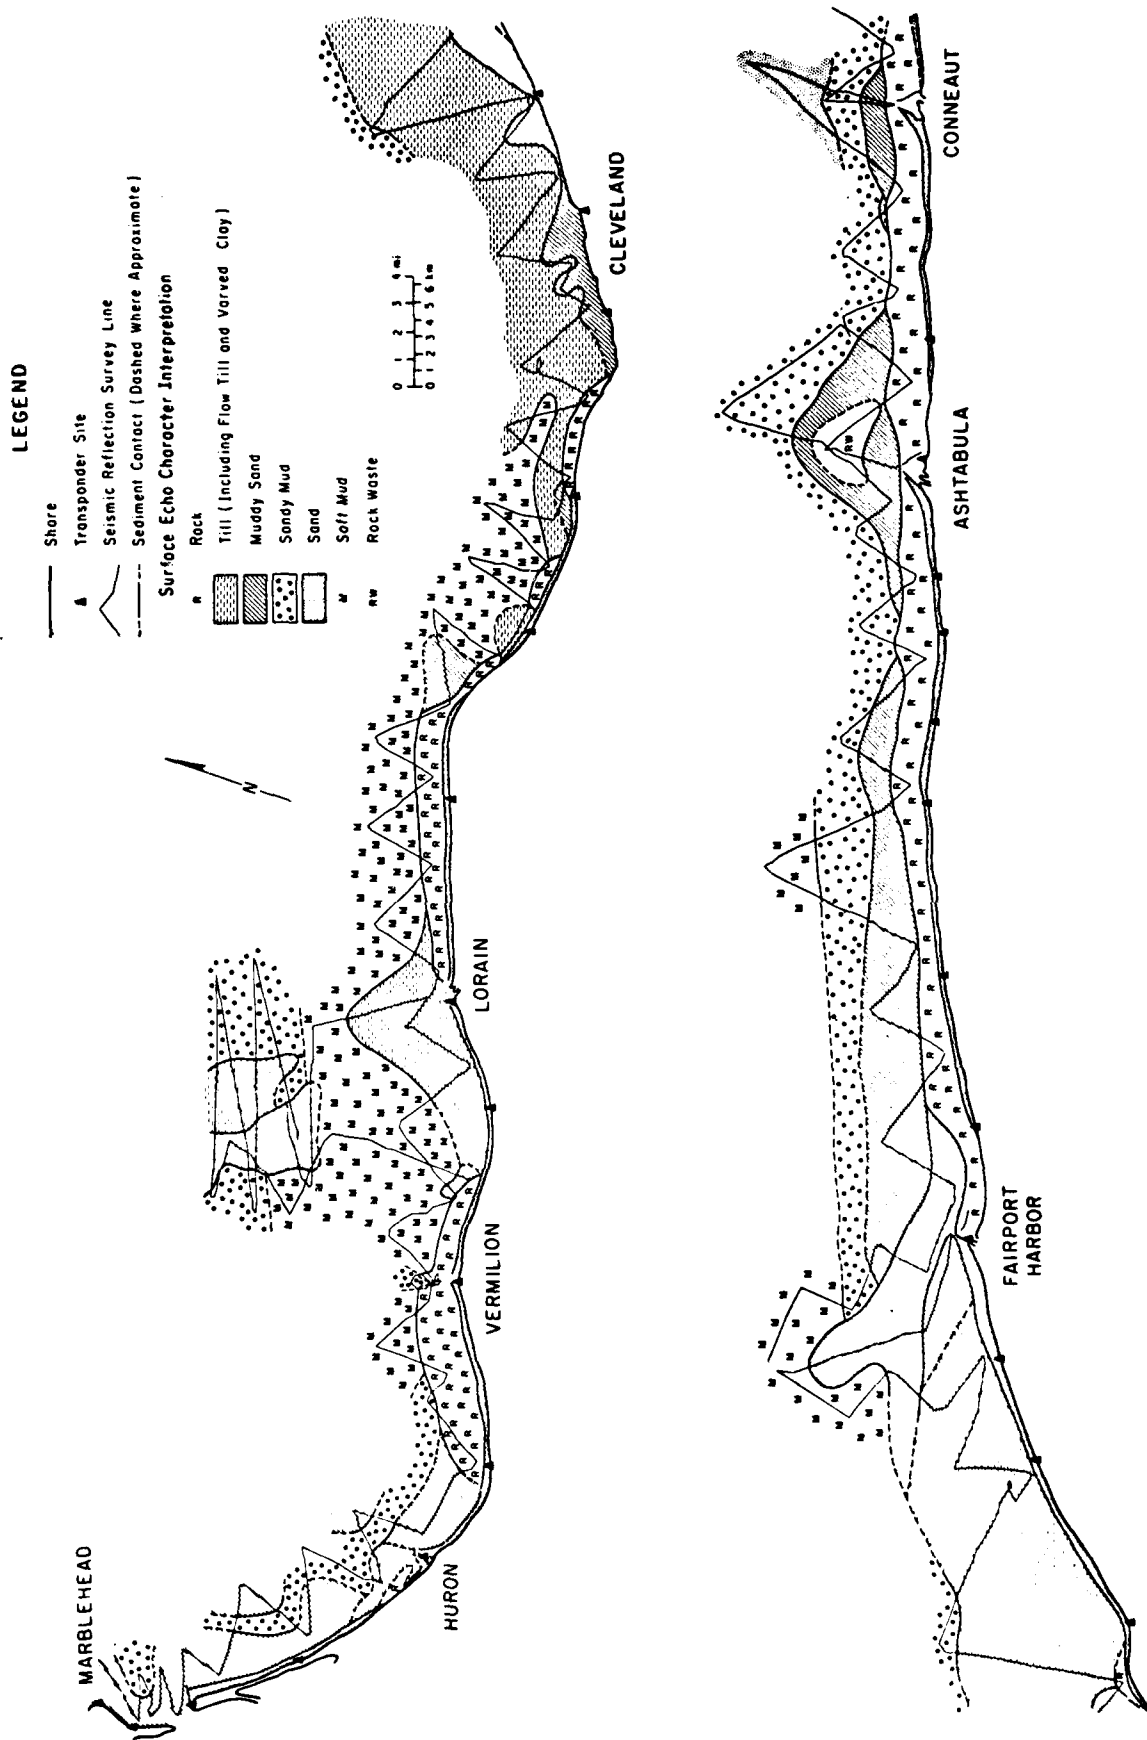 LEGEND
Shore
Transponder Site
Seismic Reflection Survey Line
Sediment Contact (Dashed Where Approximate)
Surface Echo Character Interpretation
R Rock
Till (Including Flow Till and Varved Clay)
Muddy Sand
Sandy Mud
Sand
M Soft Mud
RW Rock Waste
N
0 1 2 3 4 mi
0 1 2 3 4 5 6 km
MARBLEHEAD
HURON
VERMILION
LORAIN
CLEVELAND
FAIRPORT
HARBOR
ASHTABULA
RW
CONNEAUT